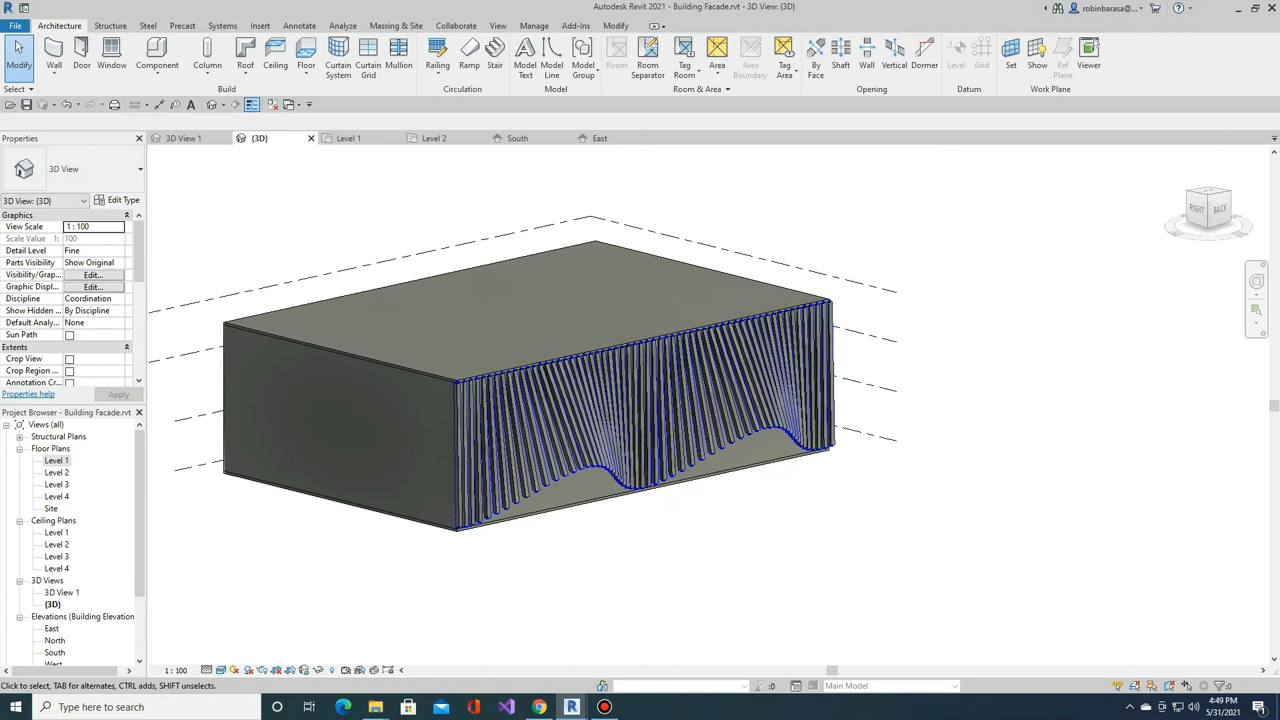 Autodesk Revit 2021 - Building Facade.rvt - 3D View: {3D}
robinbarasa@...
File Architecture Structure Steel Precast Systems Insert Annotate Analyze Massing & Site Collaborate View Manage Add-Ins Modify
Modify Wall Door Window Component Column Roof Ceiling Floor Curtain System Curtain Grid Mullion Railing Ramp Stair Model Text Model Line Model Group Room Room Separator Tag Room Area Area Boundary Tag Area By Face Shaft Wall Vertical Dormer Level Grid Set Show Ref Plane Viewer
Select Build Circulation Model Room & Area Opening Datum Work Plane
Properties
3D View 1 {3D} Level 1 Level 2 South East
3D View
3D View: {3D} Edit Type
Graphics
View Scale 1 : 100
Scale Value 1: 100
Detail Level Fine
Parts Visibility Show Original
Visibility/Grap... Edit...
Graphic Displ... Edit...
Discipline Coordination
Show Hidden ... By Discipline
Default Analy... None
Sun Path
Extents
Crop View
Crop Region ...
Annotation Cr...
Properties help Apply
Project Browser - Building Facade.rvt
Views (all)
Structural Plans
Floor Plans
Level 1
Level 2
Level 3
Level 4
Site
Ceiling Plans
Level 1
Level 2
Level 3
Level 4
3D Views
3D View 1
{3D}
Elevations (Building Elevation
East
North
South
West
RIGHT BACK
1 : 100
Click to select, TAB for alternates, CTRL adds, SHIFT unselects.
:0 Main Model :0
Type here to search
4:49 PM
5/31/2021